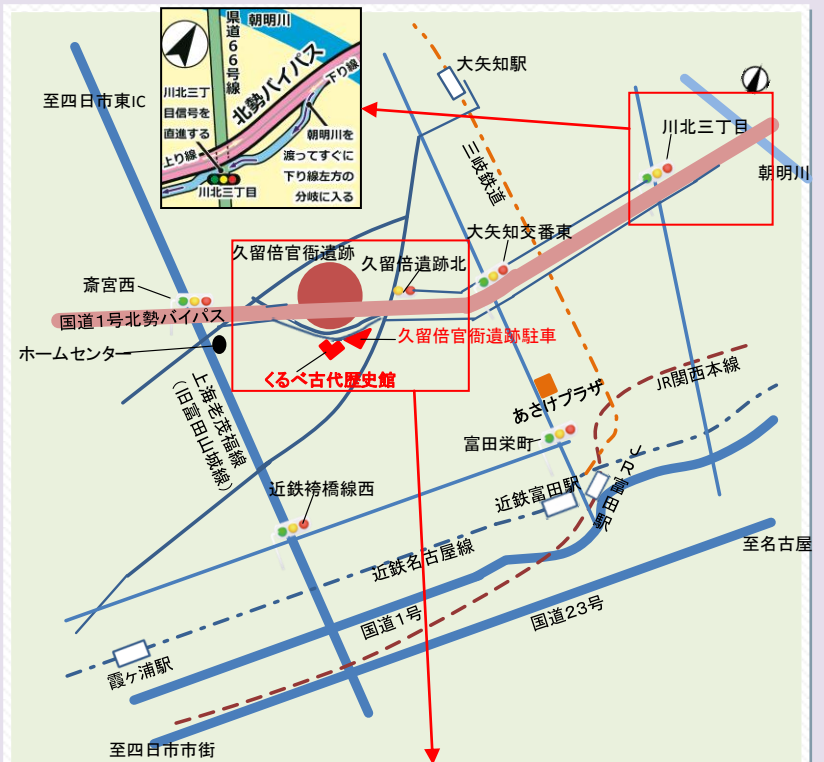 朝明川
県道66号線
北勢バイパス
下り線
川北三丁
目信号を
直進する
上り線
川北三丁目
朝明川を
渡ってすぐに
下り線左方の
分岐に入る
至四日市東IC
大矢知駅
川北三丁目
朝明川
三岐鉄道
大矢知交番東
久留倍官衙遺跡
久留倍遺跡北
斎宮西
国道1号北勢バイパス
ホームセンター
久留倍官衙遺跡駐車
くるべ古代歴史館
JR関西本線
上海老茂福線
(旧富田山城線)
あさけプラザ
富田栄町
JR富田駅
近鉄富田駅
近鉄袴橋線西
至名古屋
近鉄名古屋線
国道1号
国道23号
霞ヶ浦駅
至四日市市街